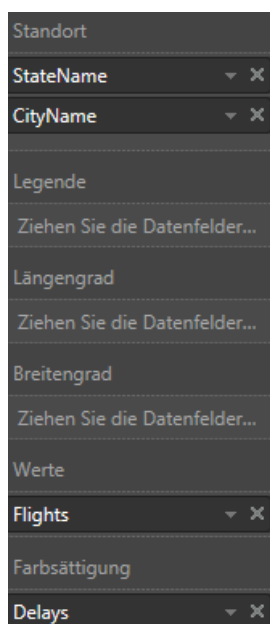 Standort
StateName
CityName
Legende
Ziehen Sie die Datenfelder...
Längengrad
Ziehen Sie die Datenfelder...
Breitengrad
Ziehen Sie die Datenfelder...
Werte
Flights
Farbsättigung
Delays